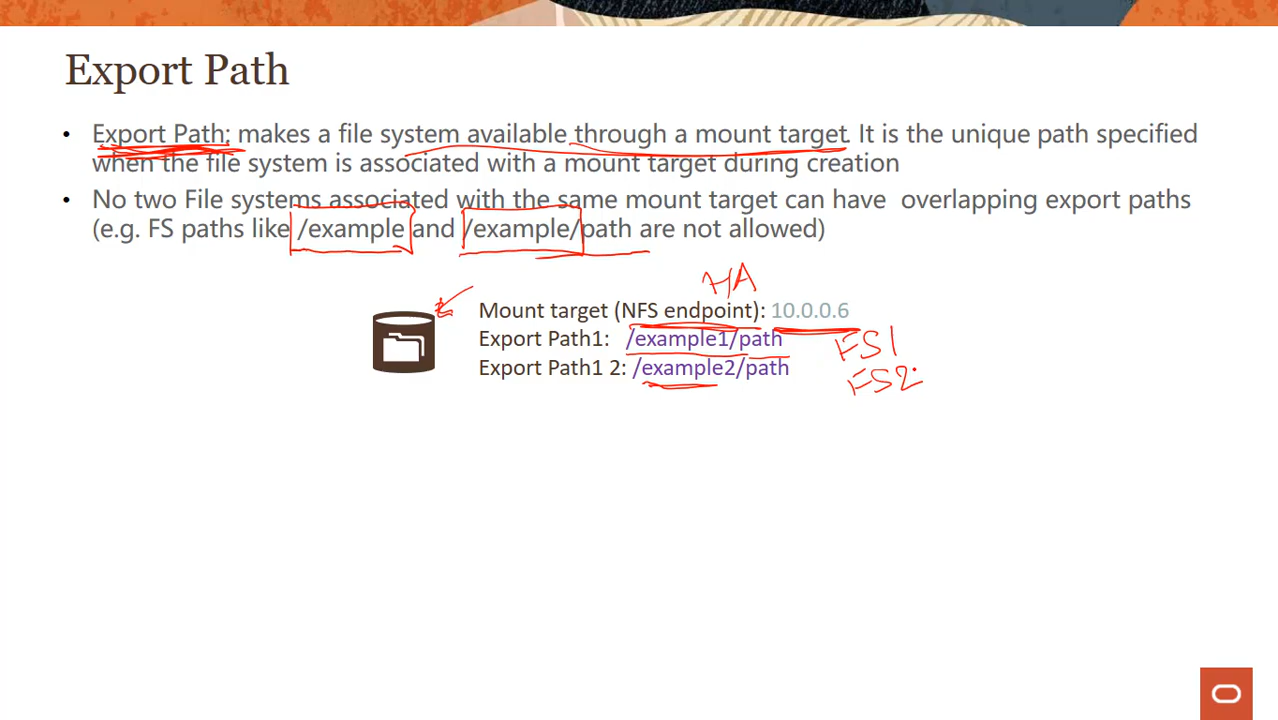 Export Path
• Export Path: makes a file system available through a mount target. It is the unique path specified
when the file system is associated with a mount target during creation
• No two File systems associated with the same mount target can have overlapping export paths
(e.g. FS paths like /example and /example/path are not allowed)
HA
Mount target (NFS endpoint): 10.0.0.6
Export Path1: /example1/path
FS1
Export Path1 2: /example2/path
FS2